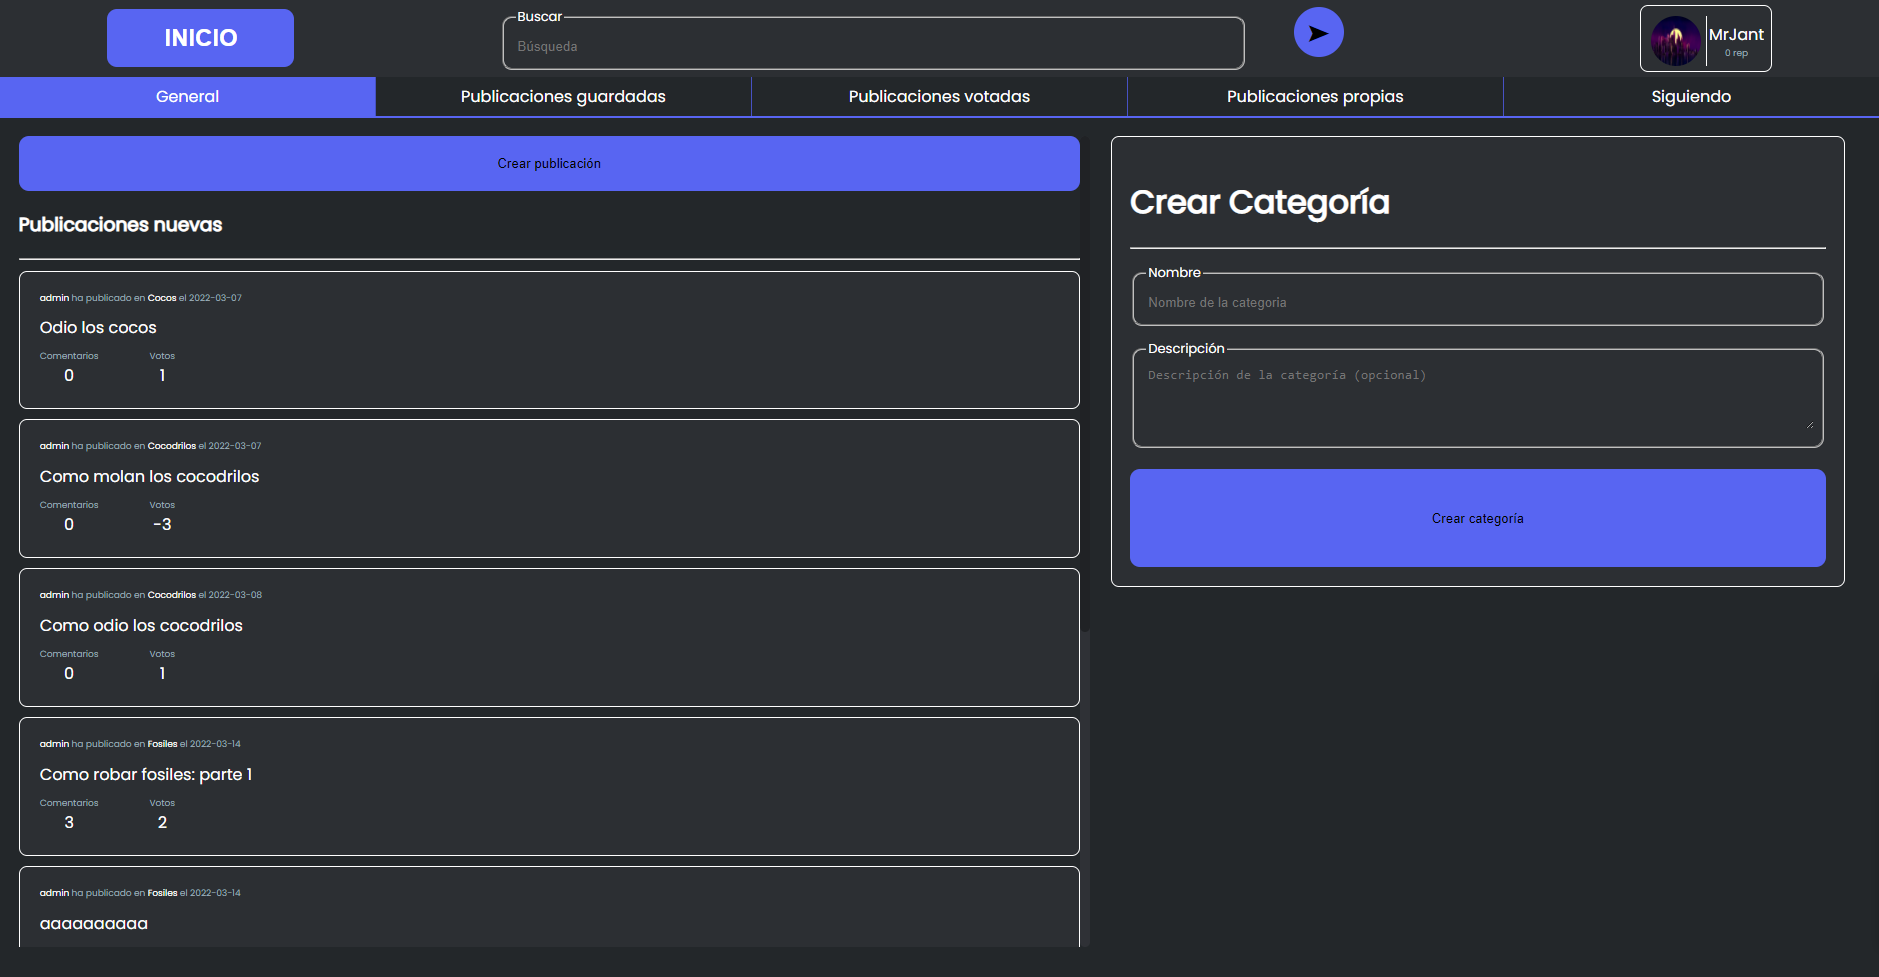 INICIO
Buscar
Búsqueda
MrJant
0 rep
General
Publicaciones guardadas
Publicaciones votadas
Publicaciones propias
Siguiendo
Crear publicación
Publicaciones nuevas
admin ha publicado en Cocos el 2022-03-07
Odio los cocos
Comentarios Votos
0 1
admin ha publicado en Cocodrilos el 2022-03-07
Como molan los cocodrilos
Comentarios Votos
0 -3
admin ha publicado en Cocodrilos el 2022-03-08
Como odio los cocodrilos
Comentarios Votos
0 1
admin ha publicado en Fosiles el 2022-03-14
Como robar fosiles: parte 1
Comentarios Votos
3 2
admin ha publicado en Fosiles el 2022-03-14
aaaaaaaaaa
Crear Categoría
Nombre
Nombre de la categoria
Descripción
Descripción de la categoría (opcional)
Crear categoría